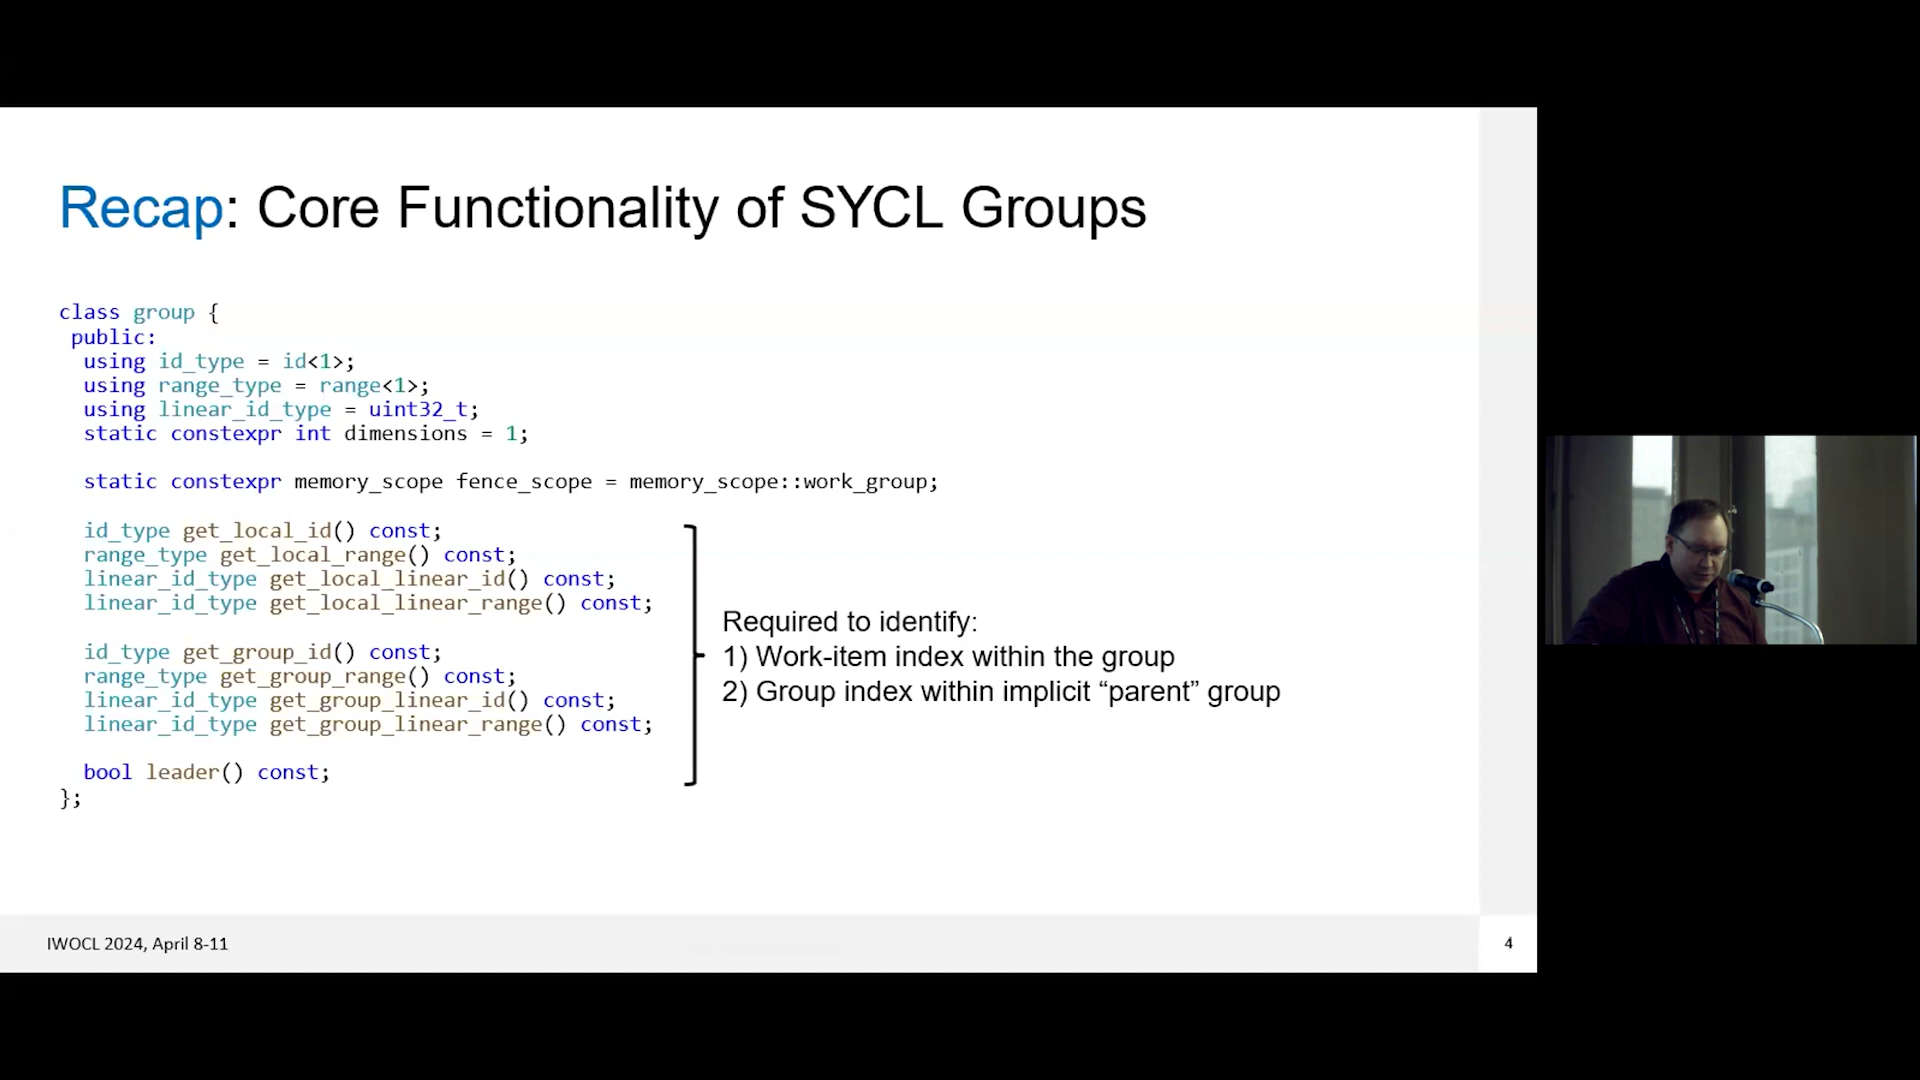 Recap: Core Functionality of SYCL Groups
class group {
public:
using id_type = id<1>;
using range_type = range<1>;
using linear_id_type = uint32_t;
static constexpr int dimensions = 1;
static constexpr memory_scope fence_scope = memory_scope::work_group;
id_type get_local_id() const;
range_type get_local_range() const;
linear_id_type get_local_linear_id() const;
linear_id_type get_local_linear_range() const;
id_type get_group_id() const;
range_type get_group_range() const;
linear_id_type get_group_linear_id() const;
linear_id_type get_group_linear_range() const;
bool leader() const;
};
Required to identify:
1) Work-item index within the group
2) Group index within implicit “parent” group
IWOCL 2024, April 8-11
4